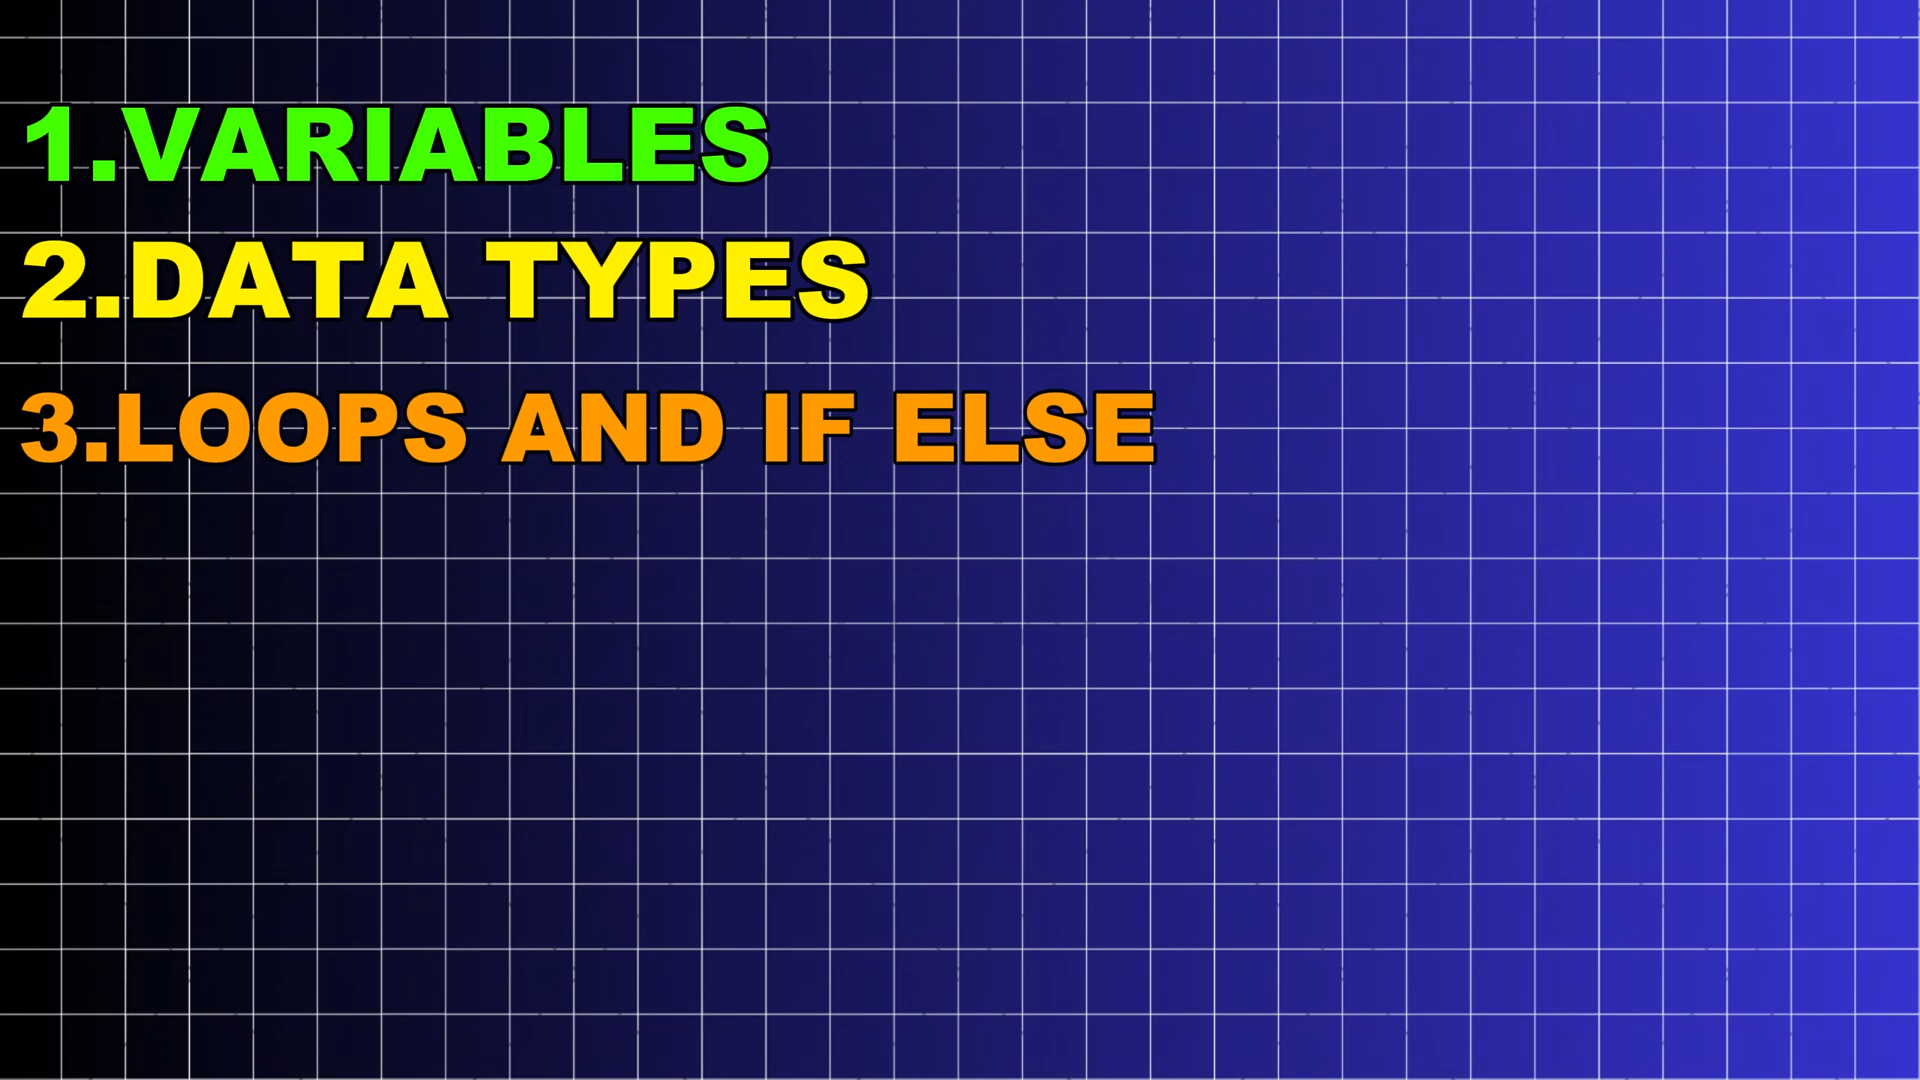 1.VARIABLES
2.DATA TYPES
3.LOOPS AND IF ELSE